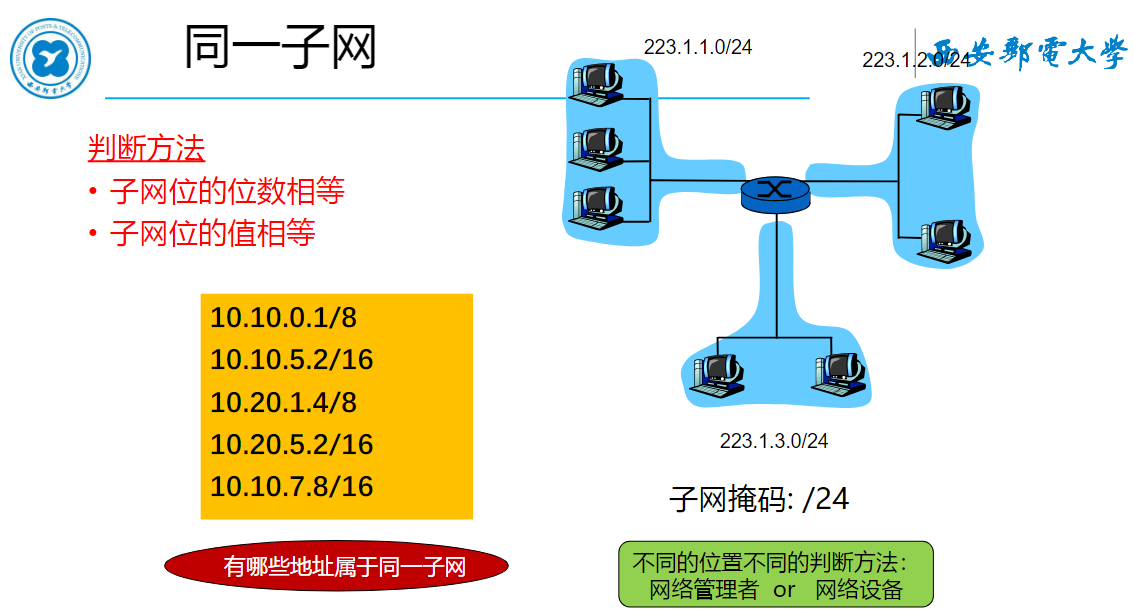 同一子网
西安邮电大学
223.1.1.0/24
223.1.2.0/24
判断方法
• 子网位的位数相等
• 子网位的值相等
10.10.0.1/8
10.10.5.2/16
10.20.1.4/8
10.20.5.2/16
10.10.7.8/16
有哪些地址属于同一子网
223.1.3.0/24
子网掩码: /24
不同的位置不同的判断方法：
网络管理者 or 网络设备